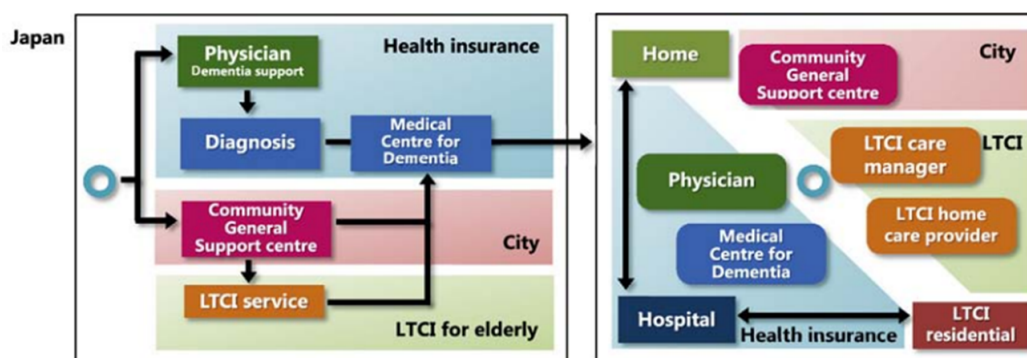 Japan
Physician
Dementia support
Health insurance
Diagnosis
Medical
Centre for
Dementia
Community
General
Support centre
City
LTCI service
LTCI for elderly
Home
Community
General
Support centre
City
LTCI care
manager
LTCI
Physician
LTCI home
care provider
Medical
Centre for
Dementia
Hospital
Health insurance
LTCI
residential